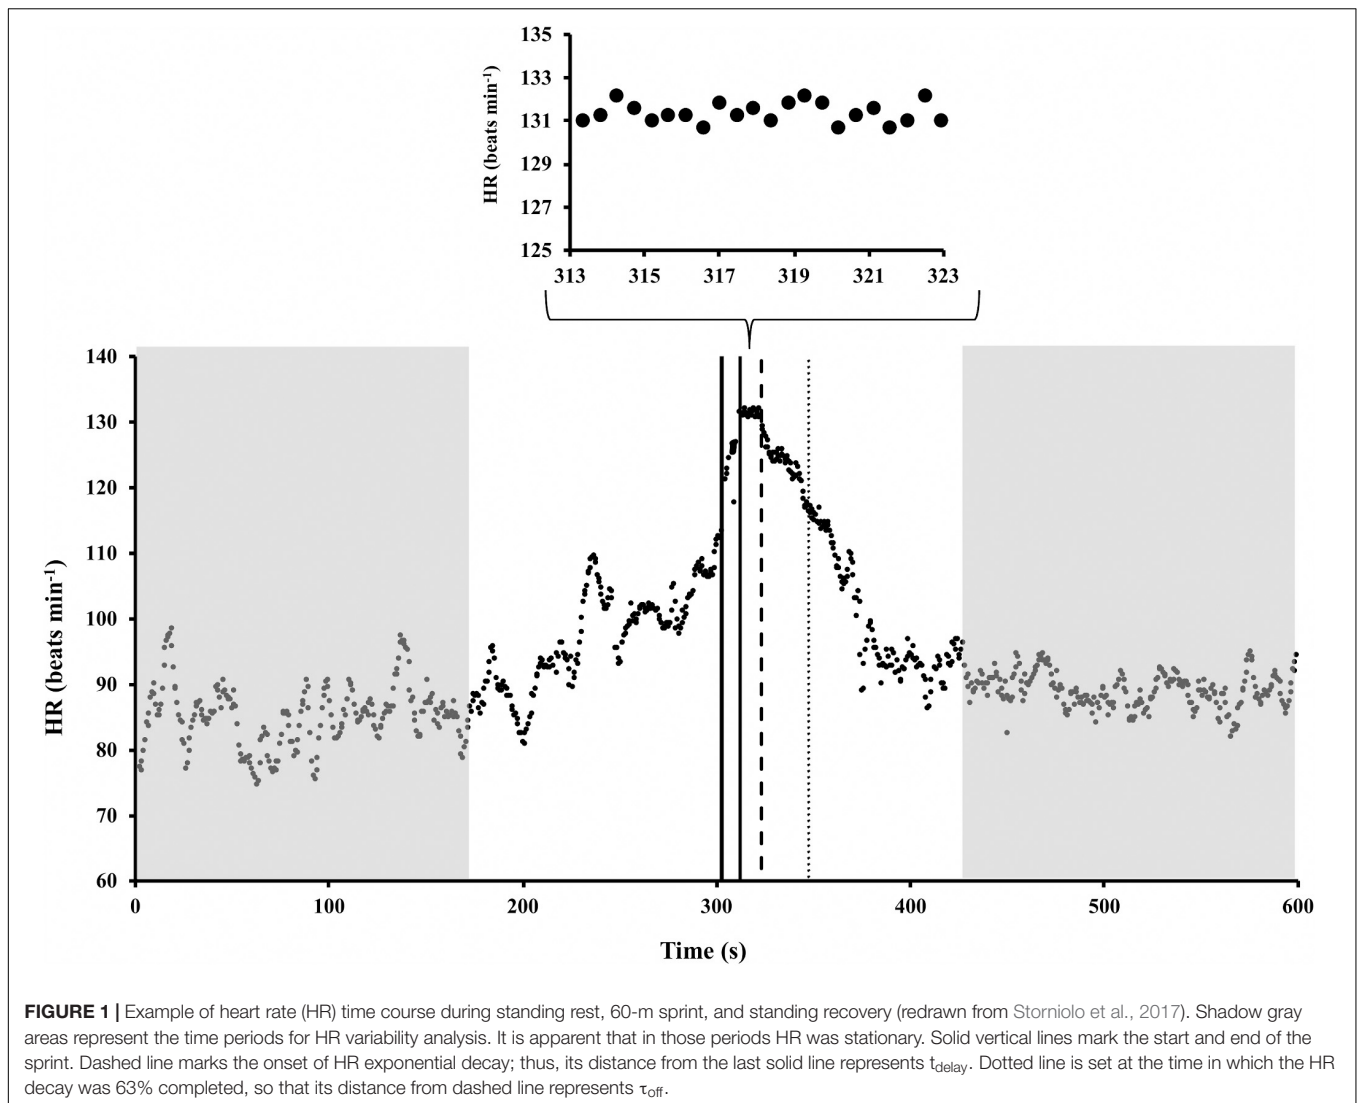 135
133
131
129
127
125
HR (beats min⁻¹)
313 315 317 319 321 323
140
130
120
110
100
90
80
70
60
HR (beats min⁻¹)
0 100 200 300 400 500 600
Time (s)
FIGURE 1 | Example of heart rate (HR) time course during standing rest, 60-m sprint, and standing recovery (redrawn from Storniolo et al., 2017). Shadow gray
areas represent the time periods for HR variability analysis. It is apparent that in those periods HR was stationary. Solid vertical lines mark the start and end of the
sprint. Dashed line marks the onset of HR exponential decay; thus, its distance from the last solid line represents tdelay. Dotted line is set at the time in which the HR
decay was 63% completed, so that its distance from dashed line represents τoff.